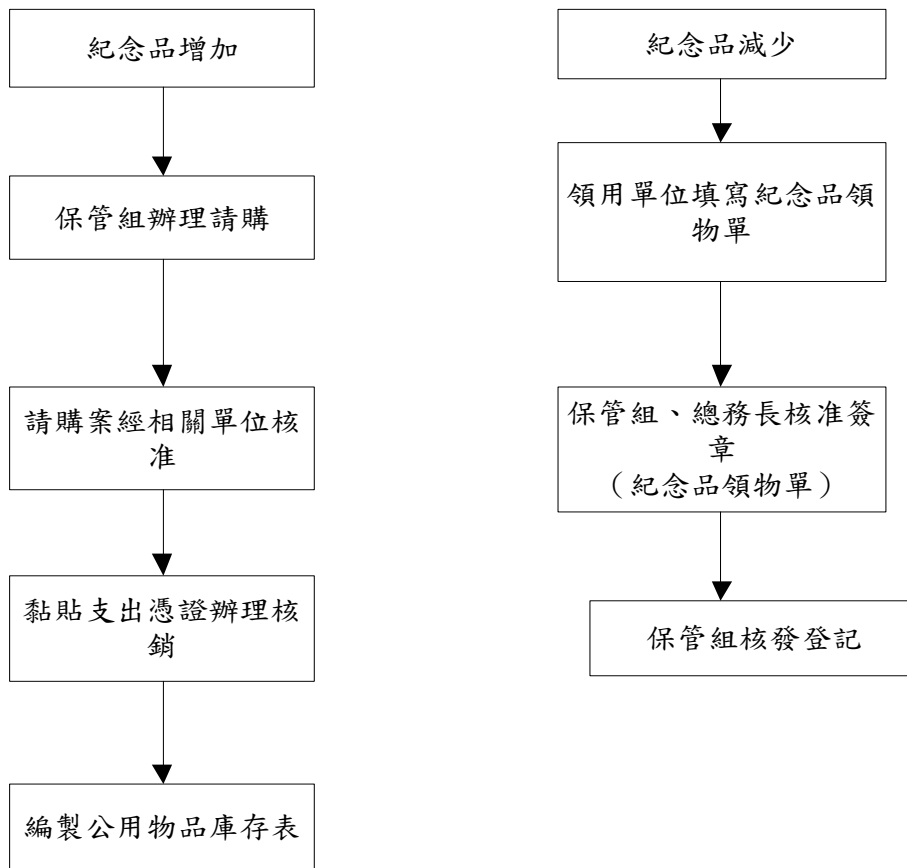 紀念品增加
保管組辦理請購
請購案經相關單位核
准
黏貼支出憑證辦理核
銷
編製公用物品庫存表
紀念品減少
領用單位填寫紀念品領
物單
保管組、總務長核准簽
章
（紀念品領物單）
保管組核發登記